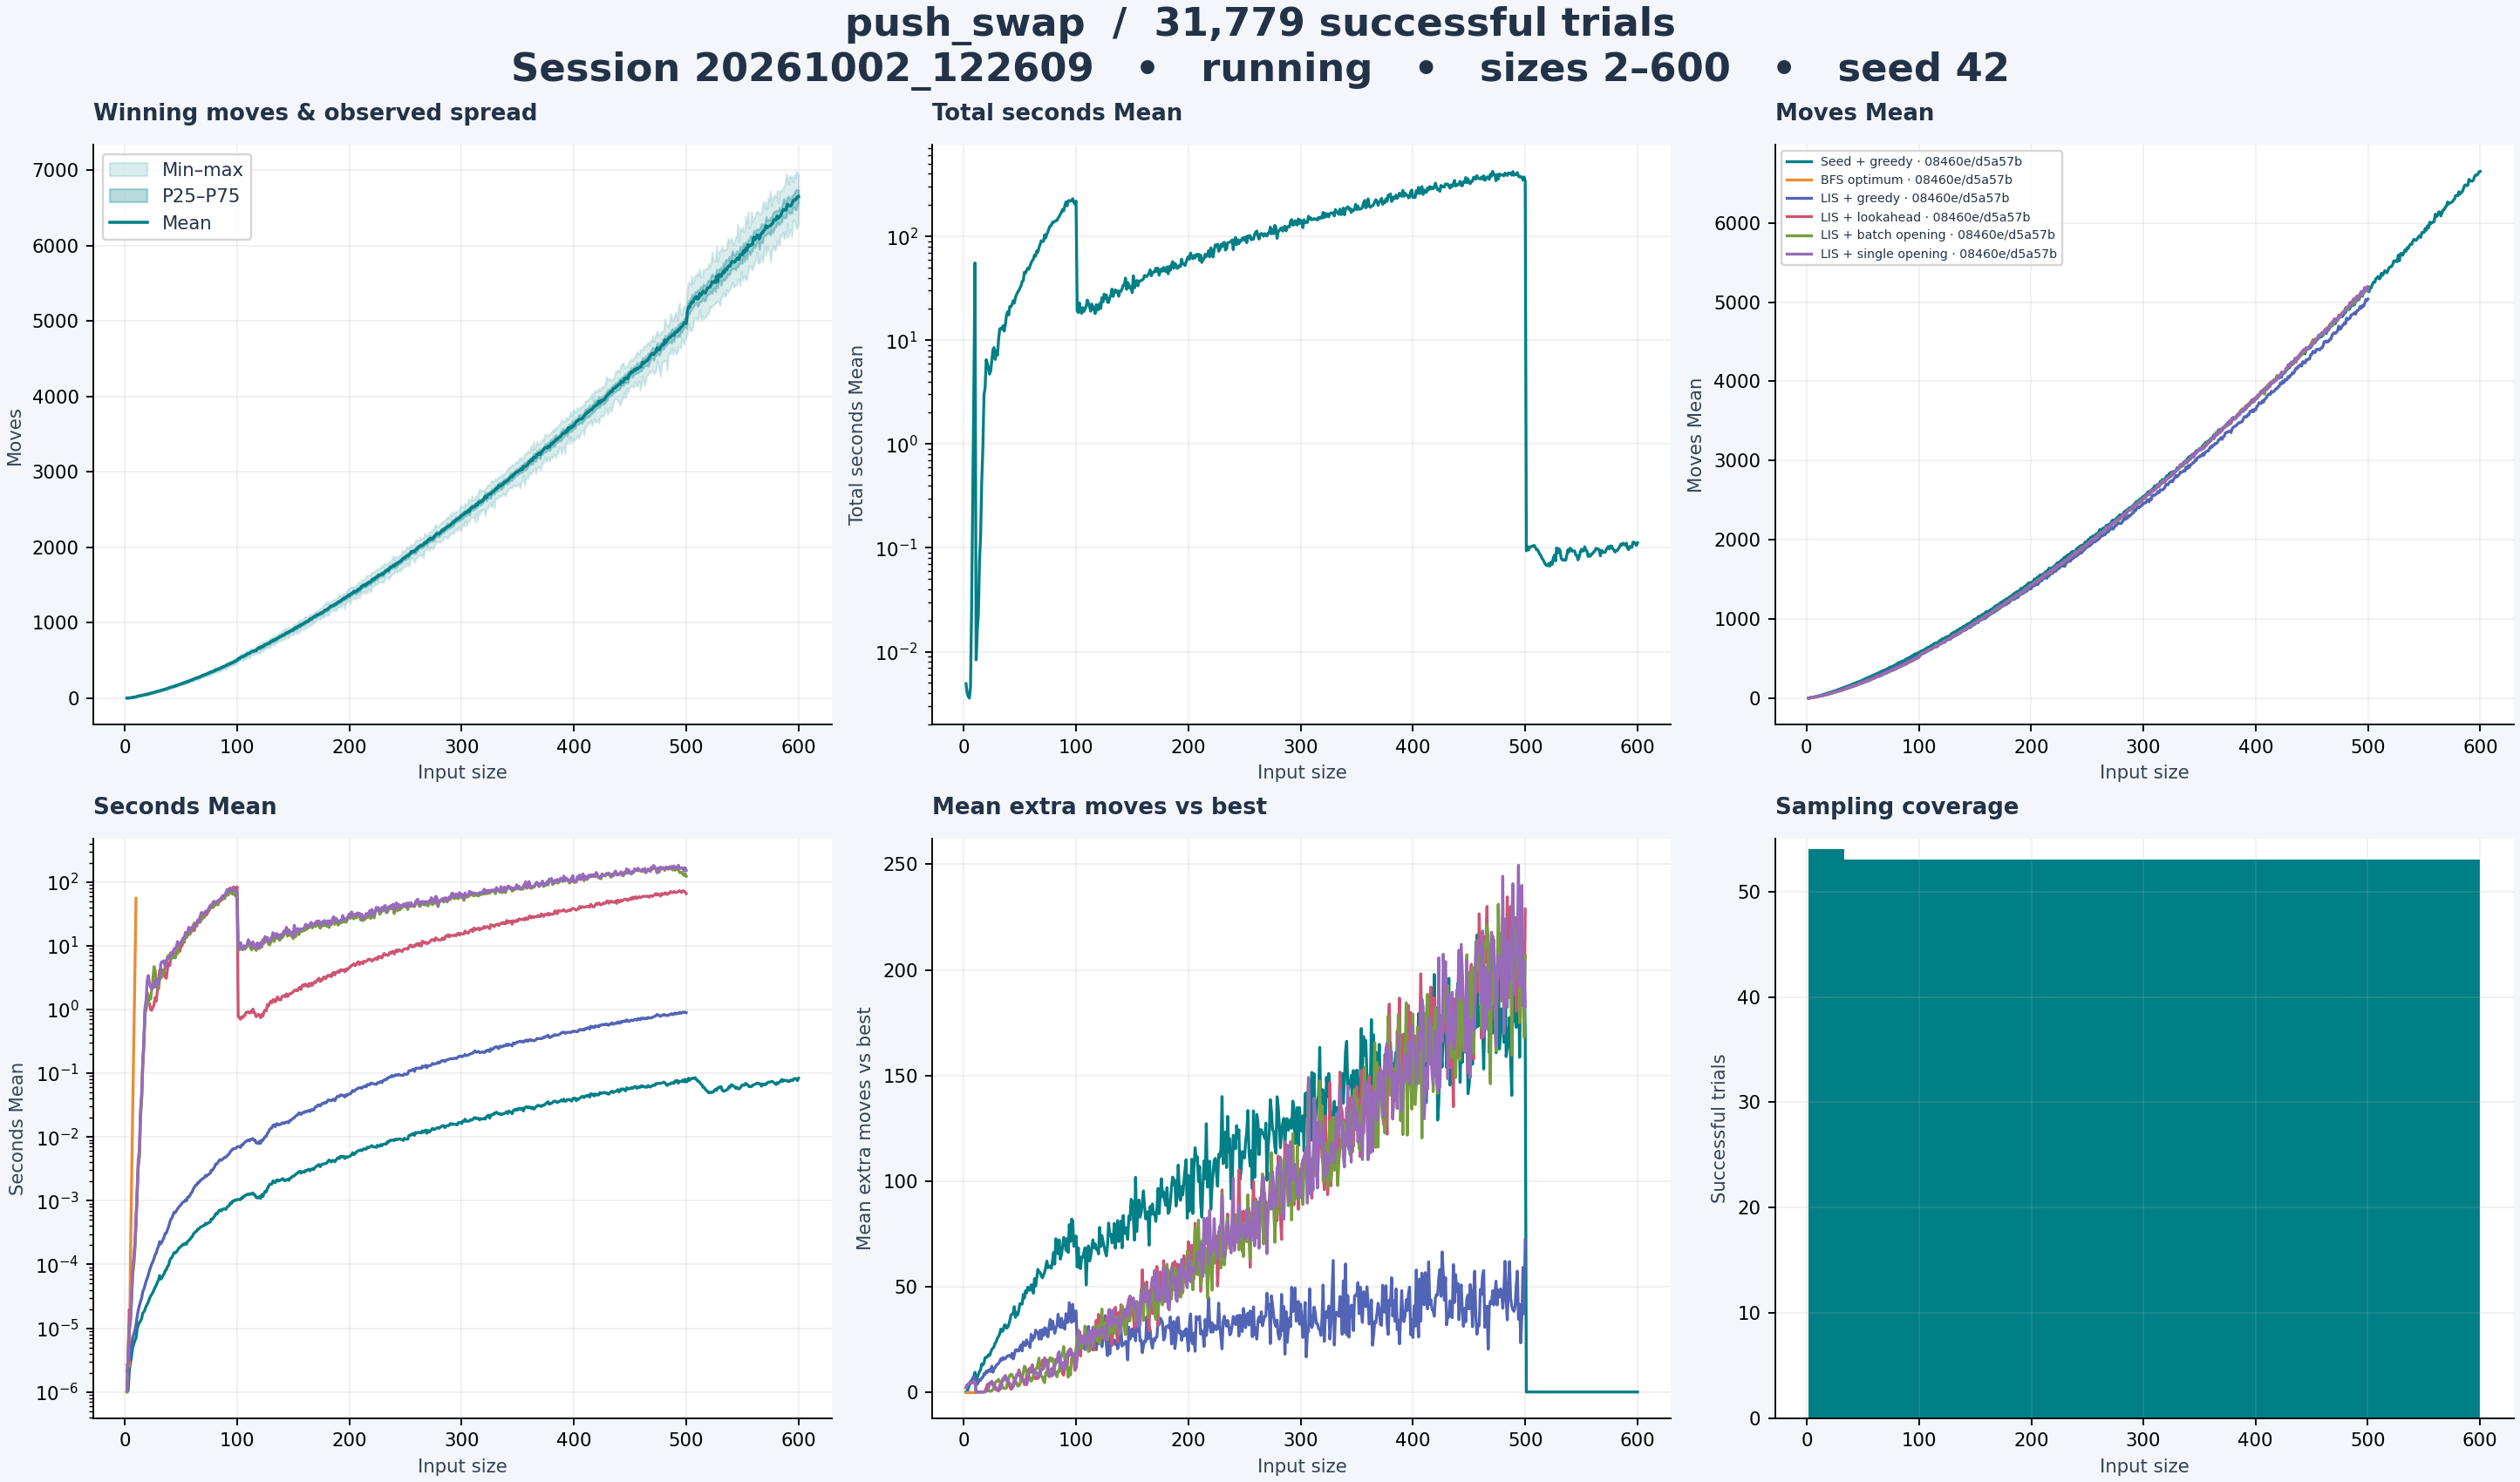 push_swap / 31,779 successful trials
Session 20261002_122609 • running • sizes 2–600 • seed 42
Winning moves & observed spread
Min–max
P25–P75
Mean
Moves
7000
6000
5000
4000
3000
2000
1000
0
0 100 200 300 400 500 600
Input size
Total seconds Mean
Total seconds Mean
10²
10¹
10⁰
10⁻¹
10⁻²
0 100 200 300 400 500 600
Input size
Moves Mean
Seed + greedy · 08460e/d5a57b
BFS optimum · 08460e/d5a57b
LIS + greedy · 08460e/d5a57b
LIS + lookahead · 08460e/d5a57b
LIS + batch opening · 08460e/d5a57b
LIS + single opening · 08460e/d5a57b
Moves Mean
6000
5000
4000
3000
2000
1000
0
0 100 200 300 400 500 600
Input size
Seconds Mean
Seconds Mean
10²
10¹
10⁰
10⁻¹
10⁻²
10⁻³
10⁻⁴
10⁻⁵
10⁻⁶
0 100 200 300 400 500 600
Input size
Mean extra moves vs best
Mean extra moves vs best
250
200
150
100
50
0
0 100 200 300 400 500 600
Input size
Sampling coverage
Successful trials
50
40
30
20
10
0
0 100 200 300 400 500 600
Input size